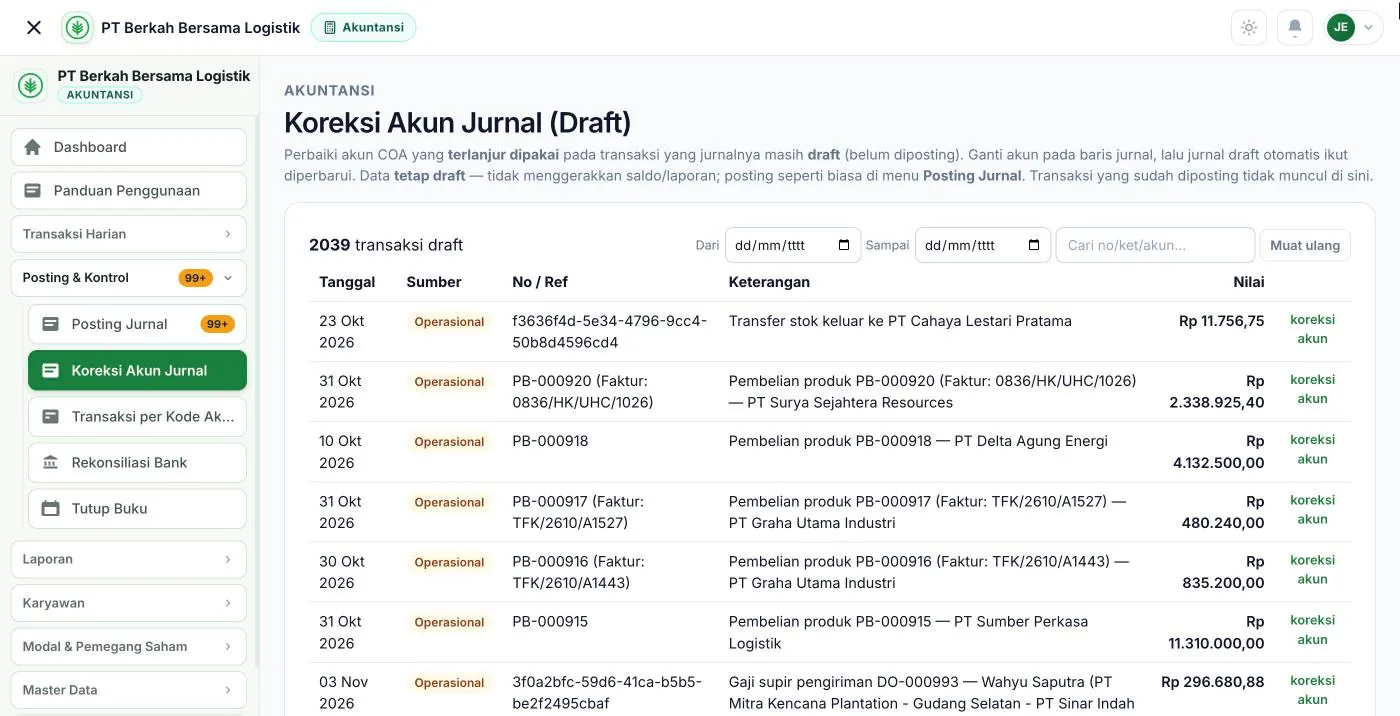 PT Berkah Bersama Logistik
Akuntansi
JE
PT Berkah Bersama Logistik
AKUNTANSI
Dashboard
Panduan Penggunaan
Transaksi Harian
Posting & Kontrol 99+
Posting Jurnal 99+
Koreksi Akun Jurnal
Transaksi per Kode Ak...
Rekonsiliasi Bank
Tutup Buku
Laporan
Karyawan
Modal & Pemegang Saham
Master Data
AKUNTANSI
Koreksi Akun Jurnal (Draft)
Perbaiki akun COA yang terlanjur dipakai pada transaksi yang jurnalnya masih draft (belum diposting). Ganti akun pada baris jurnal, lalu jurnal draft otomatis ikut
diperbarui. Data tetap draft — tidak menggerakkan saldo/laporan; posting seperti biasa di menu Posting Jurnal. Transaksi yang sudah diposting tidak muncul di sini.
2039 transaksi draft
Dari dd/mm/tttt Sampai dd/mm/tttt Cari no/ket/akun... Muat ulang
Tanggal Sumber No / Ref Keterangan Nilai
23 Okt Operasional f3636f4d-5e34-4796-9cc4- Transfer stok keluar ke PT Cahaya Lestari Pratama Rp 11.756,75 koreksi
2026 50b8d4596cd4 akun
31 Okt Operasional PB-000920 (Faktur: Pembelian produk PB-000920 (Faktur: 0836/HK/UHC/1026) Rp koreksi
2026 0836/HK/UHC/1026) — PT Surya Sejahtera Resources 2.338.925,40 akun
10 Okt Operasional PB-000918 Pembelian produk PB-000918 — PT Delta Agung Energi Rp koreksi
2026 4.132.500,00 akun
31 Okt Operasional PB-000917 (Faktur: Pembelian produk PB-000917 (Faktur: TFK/2610/A1527) — Rp koreksi
2026 TFK/2610/A1527) PT Graha Utama Industri 480.240,00 akun
30 Okt Operasional PB-000916 (Faktur: Pembelian produk PB-000916 (Faktur: TFK/2610/A1443) — Rp koreksi
2026 TFK/2610/A1443) PT Graha Utama Industri 835.200,00 akun
31 Okt Operasional PB-000915 Pembelian produk PB-000915 — PT Sumber Perkasa Rp koreksi
2026 Logistik 11.310.000,00 akun
03 Nov Operasional 3f0a2bfc-59d6-41ca-b5b5- Gaji supir pengiriman DO-000993 — Wahyu Saputra (PT Rp 296.680,88 koreksi
2026 be2f2495cbaf Mitra Kencana Plantation - Gudang Selatan - PT Sinar Indah akun